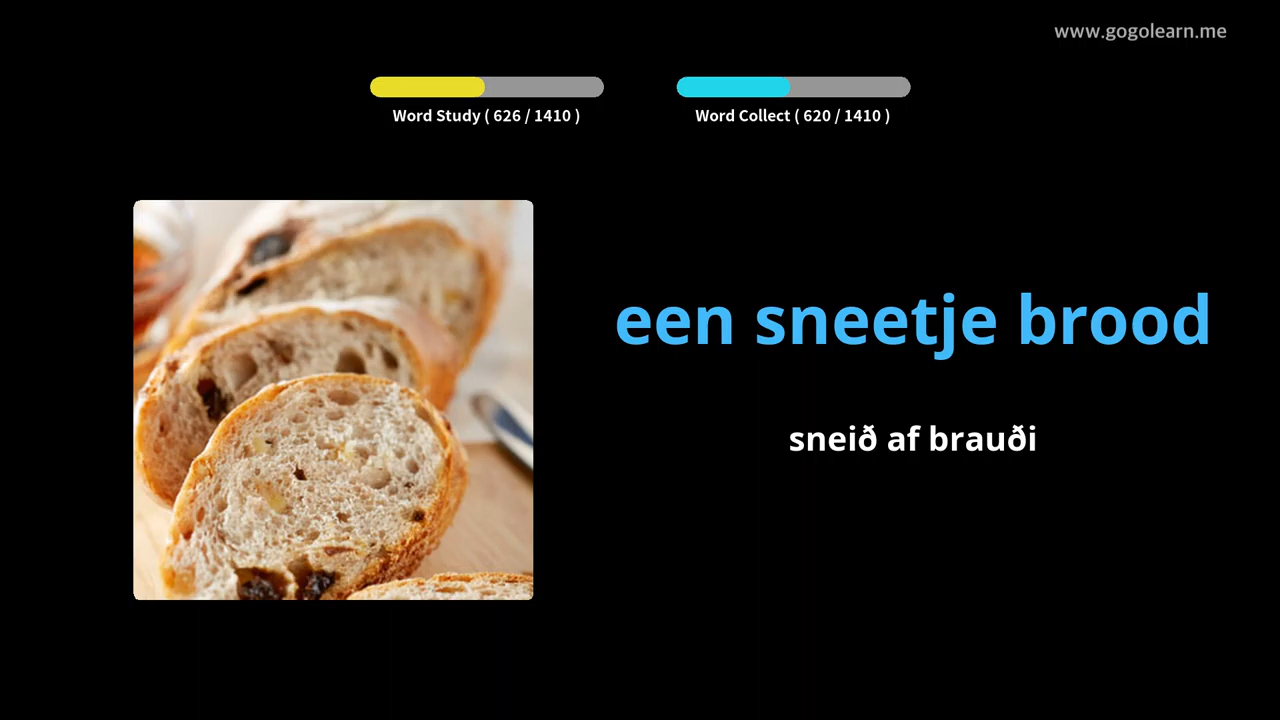 www.gogolearn.me
Word Study ( 626 / 1410 )
Word Collect ( 620 / 1410 )
een sneetje brood
sneið af brauði